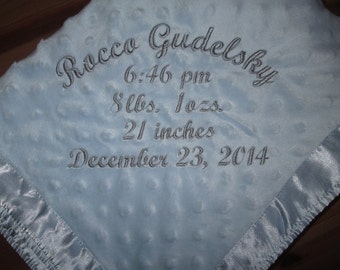 Rocco Gudelsky
6:46 pm
8lbs. 1ozs.
21 inches
December 23, 2014